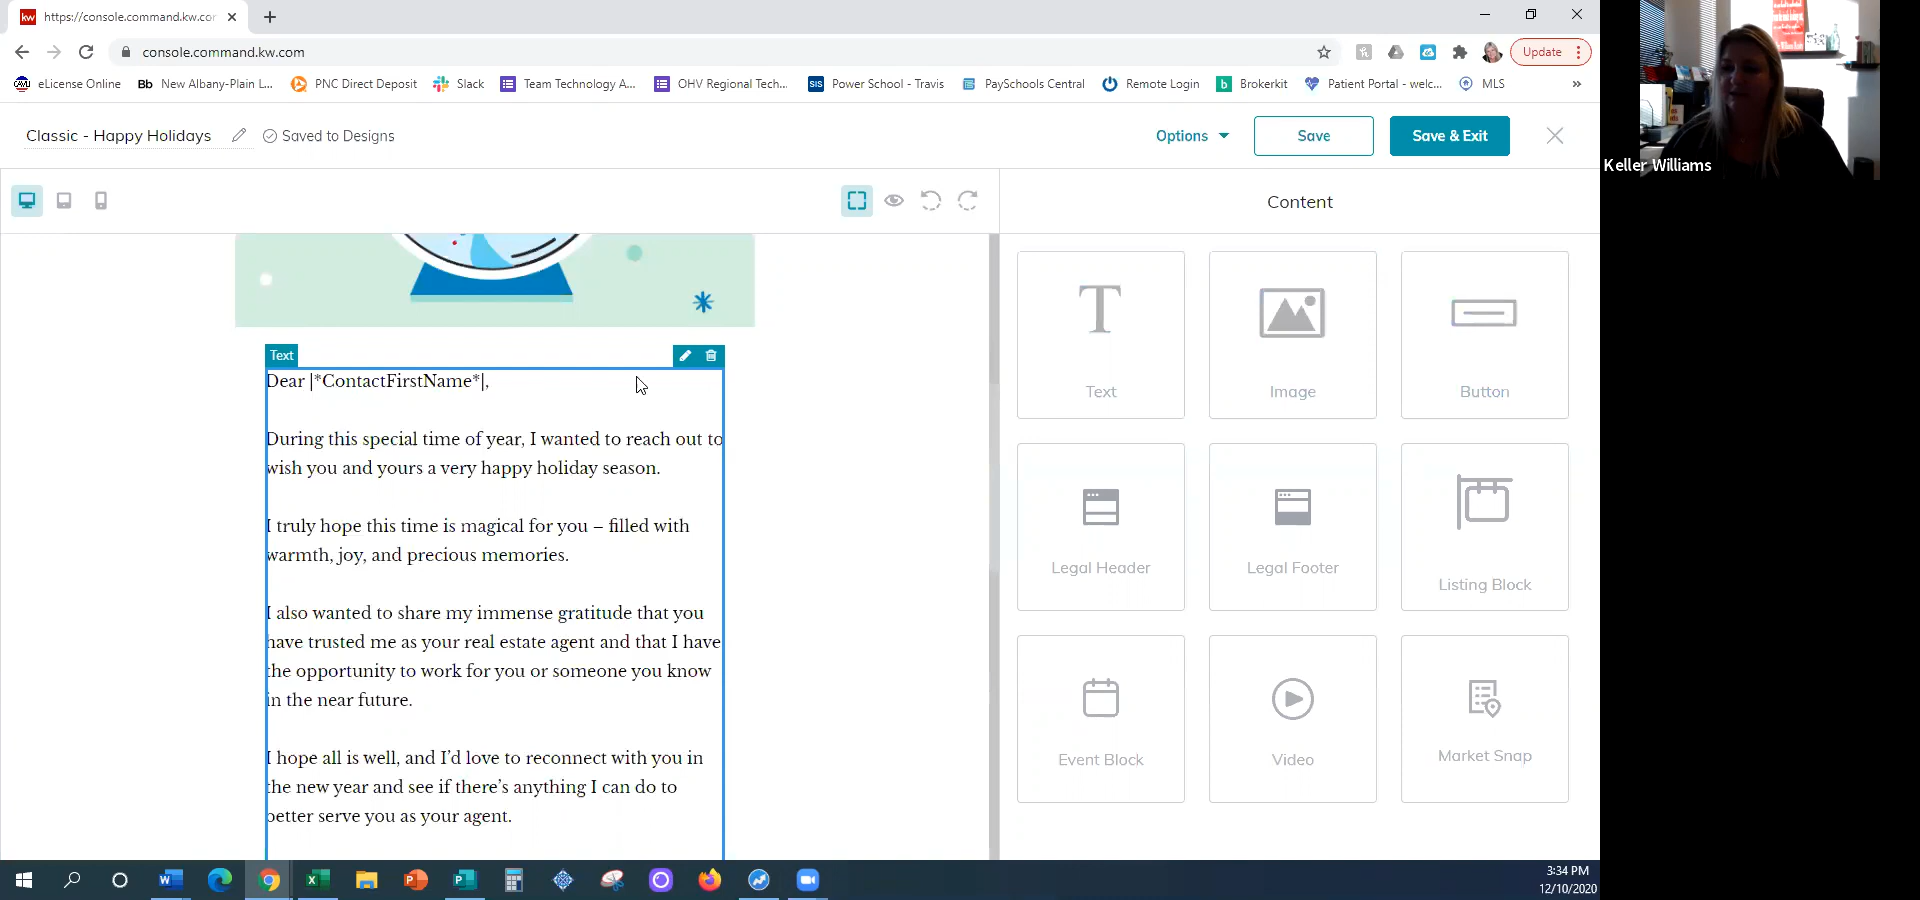 kw https://console.command.kw.cor
console.command.kw.com
Update
eLicense Online
Bb New Albany-Plain L...
PNC Direct Deposit
Slack
Team Technology A...
OHV Regional Tech...
SIS Power School - Travis
PaySchools Central
Remote Login
b Brokerkit
Patient Portal - welc...
MLS
»
Classic - Happy Holidays
Saved to Designs
Options
Save
Save & Exit
Keller Williams
Content
Text
Dear |*ContactFirstName*|,
During this special time of year, I wanted to reach out to
wish you and yours a very happy holiday season.
I truly hope this time is magical for you – filled with
warmth, joy, and precious memories.
I also wanted to share my immense gratitude that you
have trusted me as your real estate agent and that I have
the opportunity to work for you or someone you know
in the near future.
I hope all is well, and I’d love to reconnect with you in
the new year and see if there’s anything I can do to
better serve you as your agent.
T
Text
Image
Button
Legal Header
Legal Footer
Listing Block
Event Block
Video
Market Snap
3:34 PM
12/10/2020